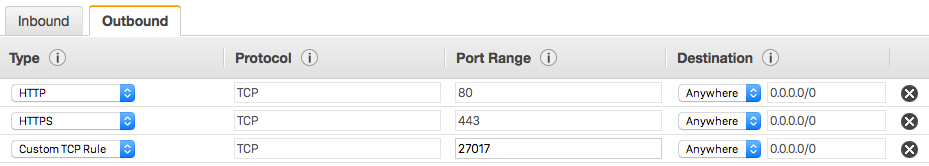 Inbound Outbound
Type i Protocol i Port Range i Destination i
HTTP TCP 80 Anywhere 0.0.0.0/0
HTTPS TCP 443 Anywhere 0.0.0.0/0
Custom TCP Rule TCP 27017 Anywhere 0.0.0.0/0